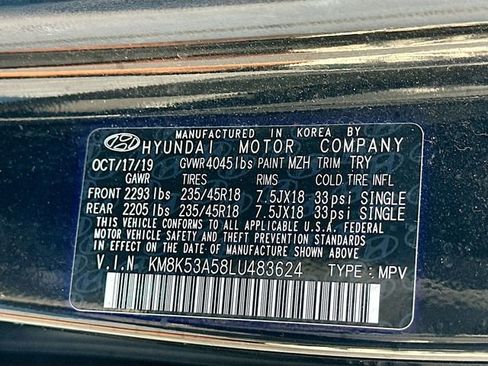 MANUFACTURED IN KOREA BY
HYUNDAI MOTOR COMPANY
OCT/17/19 GVWR 4045 lbs PAINT MZH TRIM TRY
GAWR TIRES RIMS COLD TIRE INFL
FRONT 2293 lbs 235/45R18 7.5JX18 33psi SINGLE
REAR 2205 lbs 235/45R18 7.5JX18 33psi SINGLE
THIS VEHICLE CONFORMS TO ALL APPLICABLE U.S.A. FEDERAL
MOTOR VEHICLE SAFETY AND THEFT PREVENTION STANDARDS
IN EFFECT ON THE DATE OF MANUFACTURE SHOWN ABOVE.
V.I.N KM8K53A58LU483624 TYPE : MPV